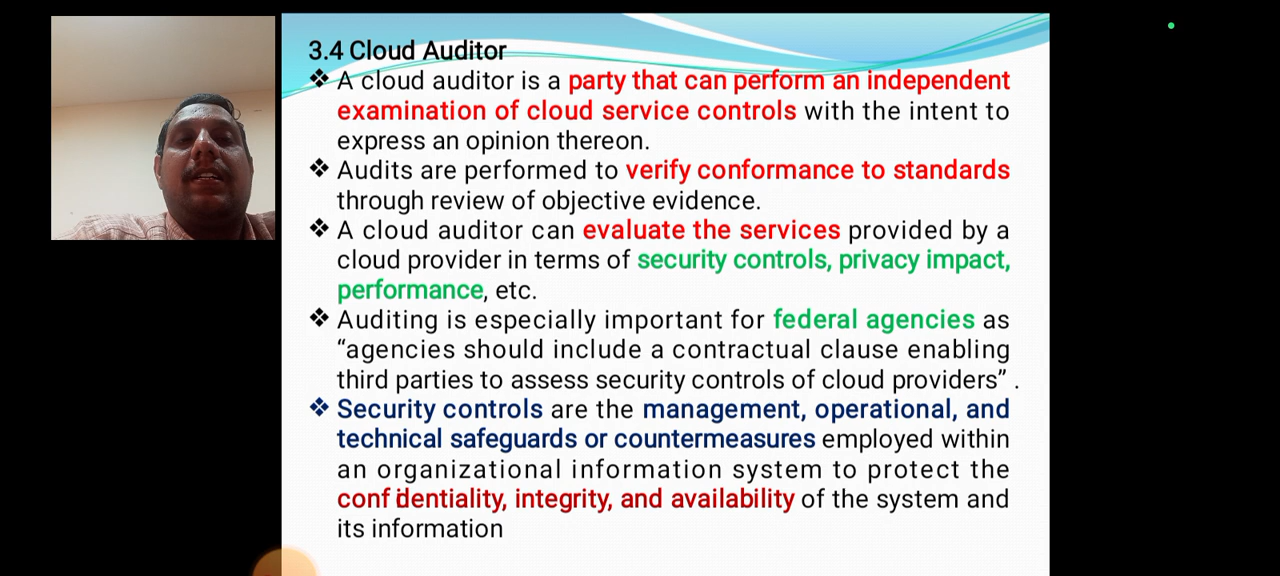 3.4 Cloud Auditor
❖ A cloud auditor is a party that can perform an independent
examination of cloud service controls with the intent to
express an opinion thereon.
❖ Audits are performed to verify conformance to standards
through review of objective evidence.
❖ A cloud auditor can evaluate the services provided by a
cloud provider in terms of security controls, privacy impact,
performance, etc.
❖ Auditing is especially important for federal agencies as
“agencies should include a contractual clause enabling
third parties to assess security controls of cloud providers” .
❖ Security controls are the management, operational, and
technical safeguards or countermeasures employed within
an organizational information system to protect the
confidentiality, integrity, and availability of the system and
its information